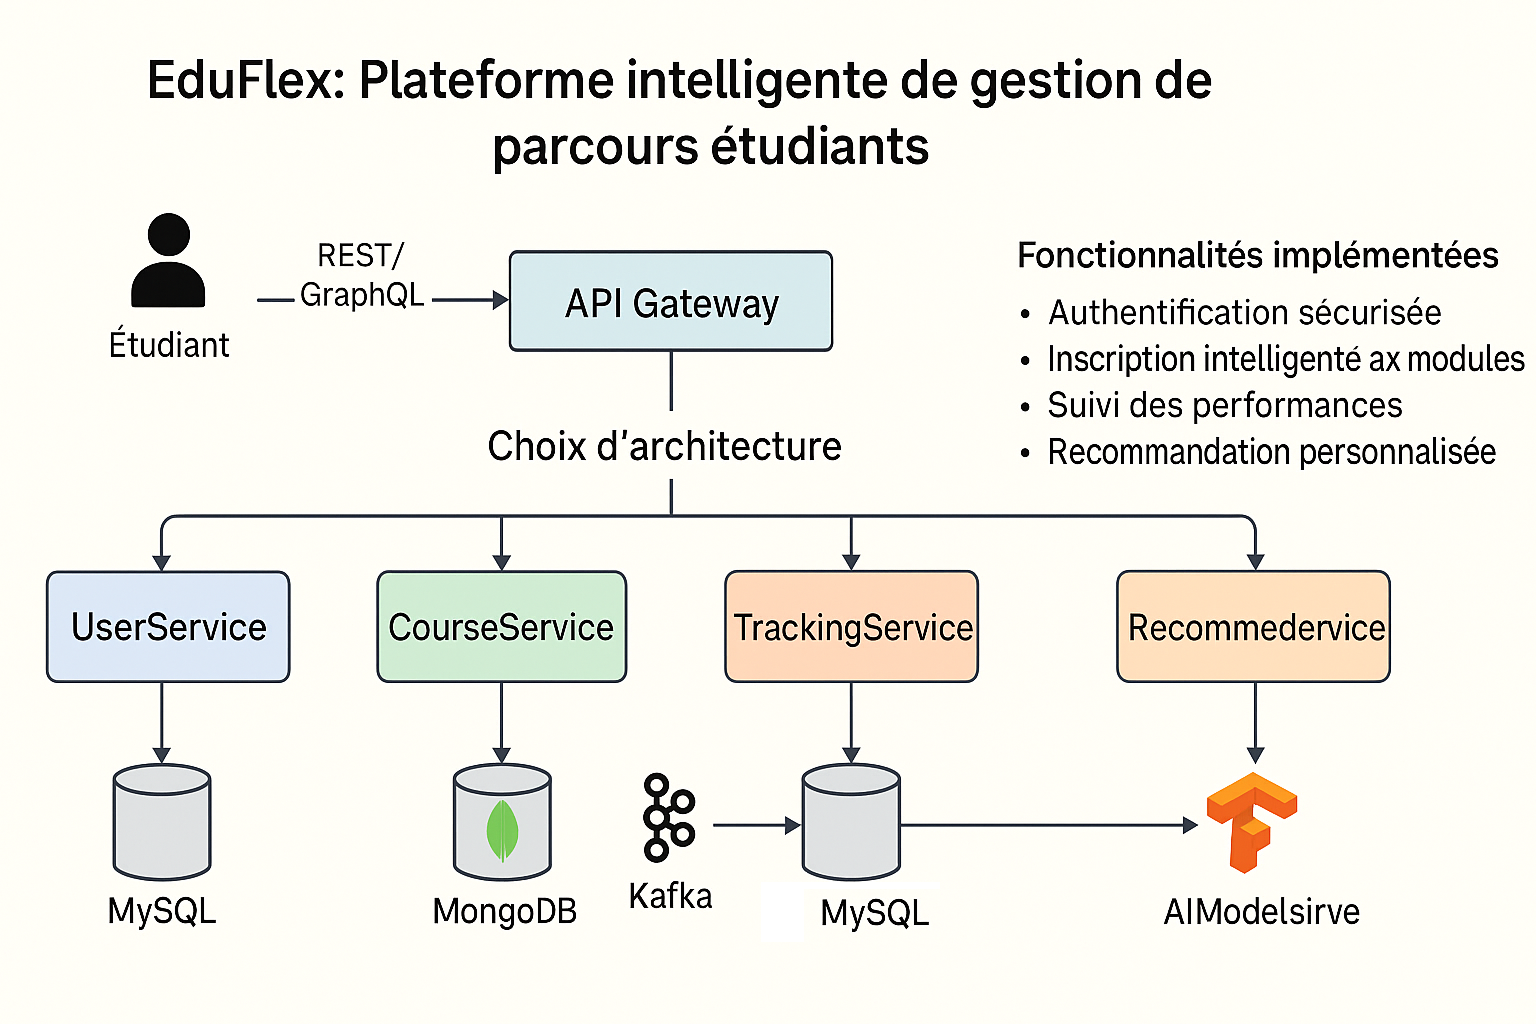 EduFlex: Plateforme intelligente de gestion de
parcours étudiants
Étudiant
REST/
GraphQL
API Gateway
Fonctionnalités implémentées
• Authentification sécurisée
• Inscription intelligenté ax modules
• Suivi des performances
• Recommandation personnalisée
Choix d'architecture
UserService
CourseService
TrackingService
Recommedervice
MySQL
MongoDB
Kafka
MySQL
AIModelsirve